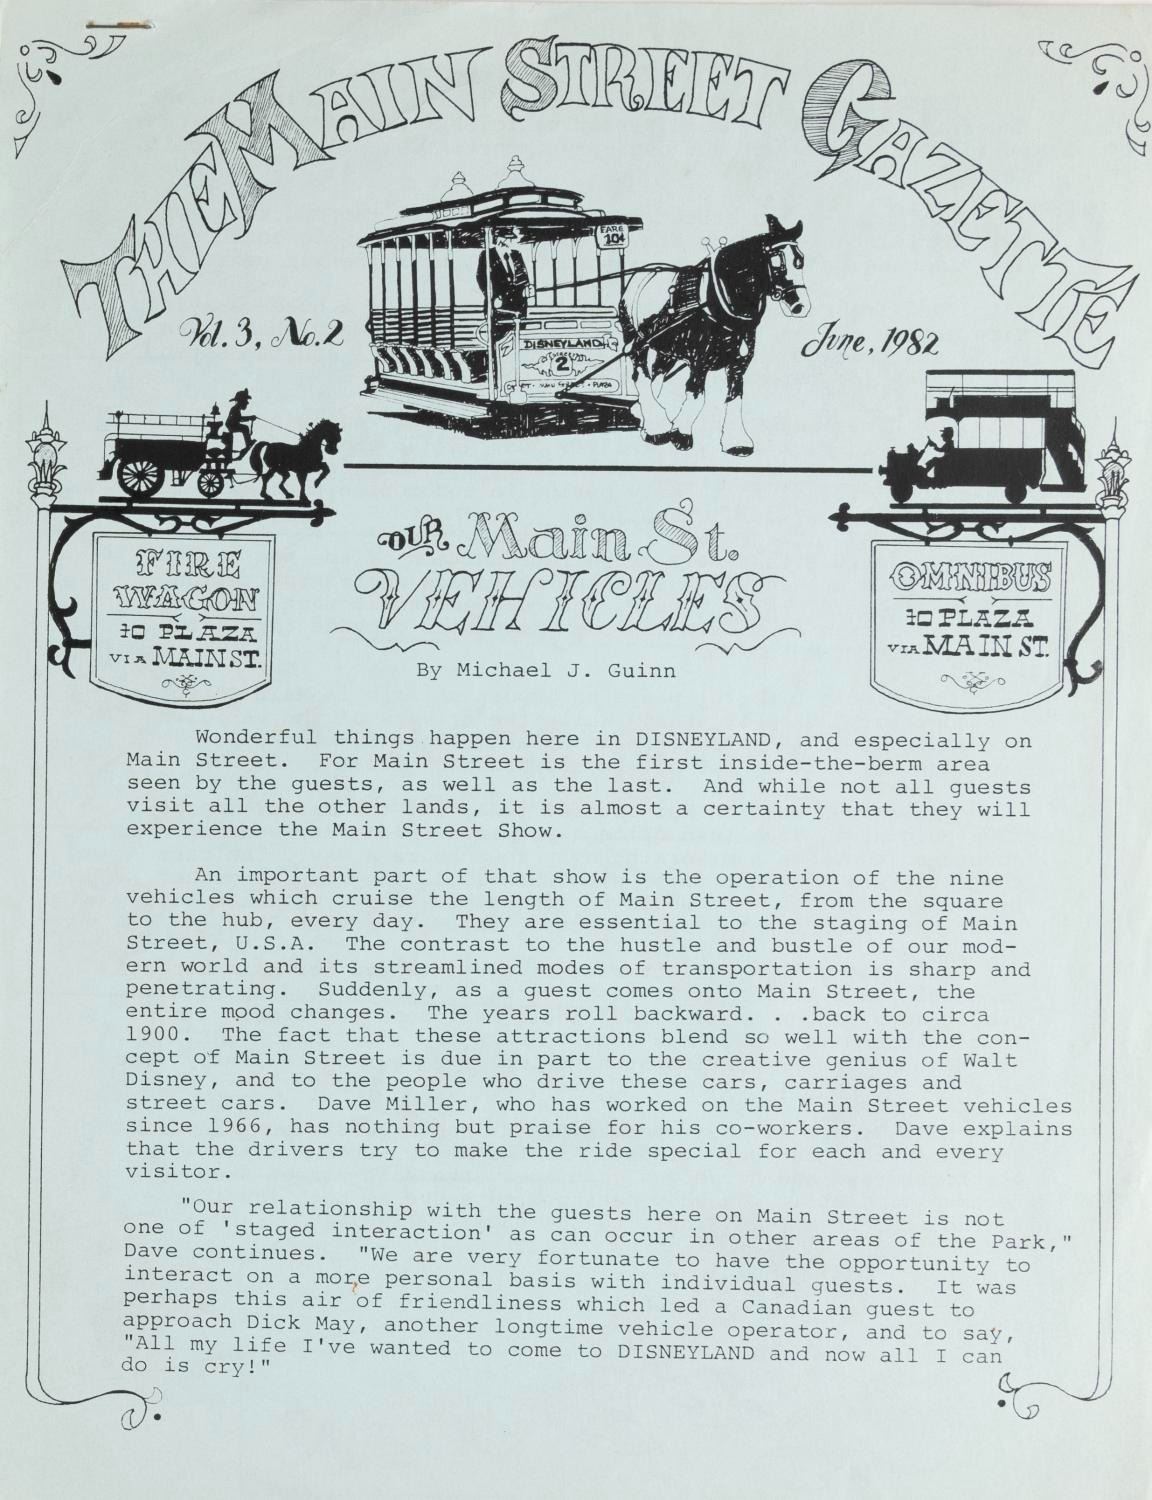 THE MAIN STREET GAZETTE
FARE
10¢
Vol. 3, No. 2
DISNEYLAND
2
PLAZA
June, 1982
FIRE
WAGON
to PLAZA
VIA MAIN ST.
OUR Main St.
VEHICLES
By Michael J. Guinn
OMNIBUS
to PLAZA
VIA MAIN ST.
Wonderful things happen here in DISNEYLAND, and especially on
Main Street.  For Main Street is the first inside-the-berm area
seen by the guests, as well as the last.  And while not all guests
visit all the other lands, it is almost a certainty that they will
experience the Main Street Show.
An important part of that show is the operation of the nine
vehicles which cruise the length of Main Street, from the square
to the hub, every day.  They are essential to the staging of Main
Street, U.S.A.  The contrast to the hustle and bustle of our mod-
ern world and its streamlined modes of transportation is sharp and
penetrating.  Suddenly, as a guest comes onto Main Street, the
entire mood changes.  The years roll backward. . .back to circa
1900.  The fact that these attractions blend so well with the con-
cept of Main Street is due in part to the creative genius of Walt
Disney, and to the people who drive these cars, carriages and
street cars.  Dave Miller, who has worked on the Main Street vehicles
since 1966, has nothing but praise for his co-workers.  Dave explains
that the drivers try to make the ride special for each and every
visitor.
"Our relationship with the guests here on Main Street is not
one of 'staged interaction' as can occur in other areas of the Park,"
Dave continues.  "We are very fortunate to have the opportunity to
interact on a more personal basis with individual guests.  It was
perhaps this air of friendliness which led a Canadian guest to
approach Dick May, another longtime vehicle operator, and to say,
"All my life I've wanted to come to DISNEYLAND and now all I can
do is cry!"